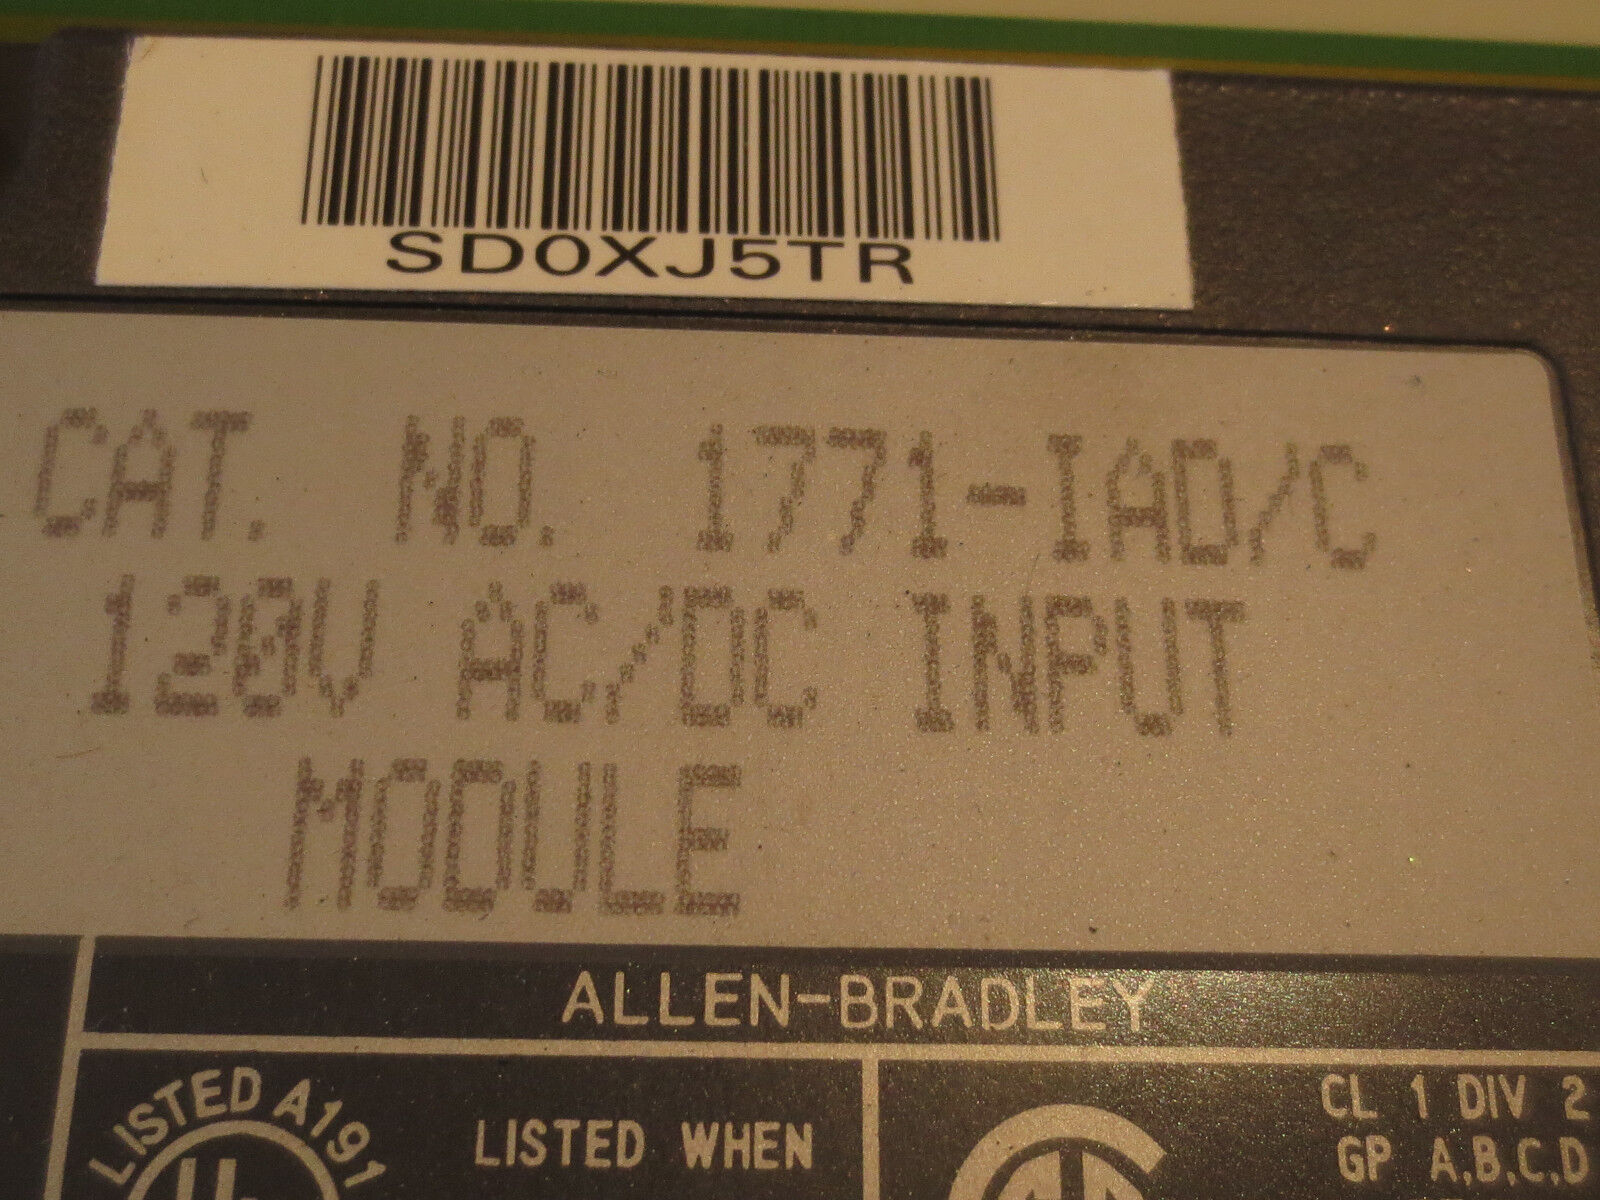 SD0XJ5TR
CAT. NO. 1771-IAD/C
120V AC/DC INPUT
MODULE
ALLEN-BRADLEY
LISTED A191
UL
LISTED WHEN
CL 1 DIV 2
GP A,B,C,D